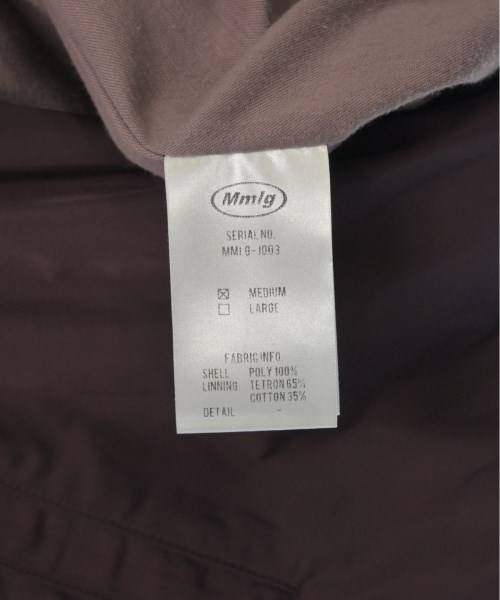 Mmlg
SERIAL NO.
MMLG-J003
☒ MEDIUM
☐ LARGE
FABRIC INFO.
SHELL POLY 100%
LINNING TETRON 65%
COTTON 35%
DETAIL -